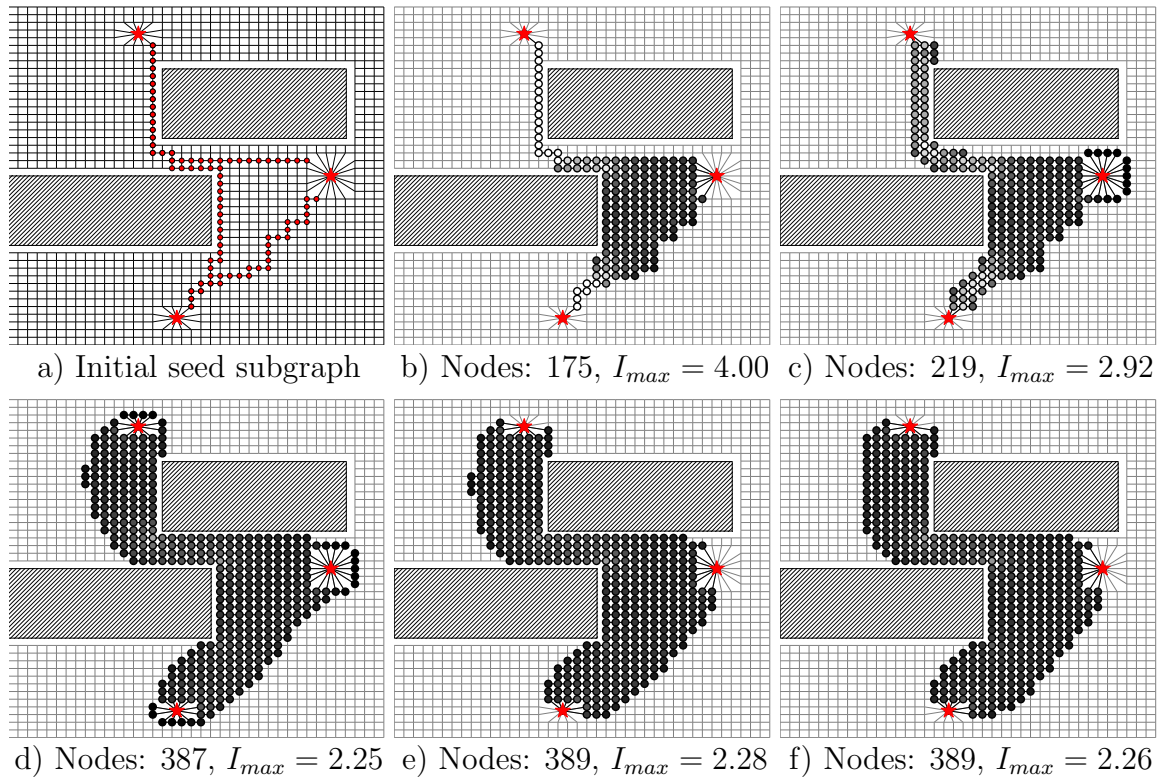 a) Initial seed subgraph
b) Nodes: 175, I_max = 4.00
c) Nodes: 219, I_max = 2.92
d) Nodes: 387, I_max = 2.25
e) Nodes: 389, I_max = 2.28
f) Nodes: 389, I_max = 2.26